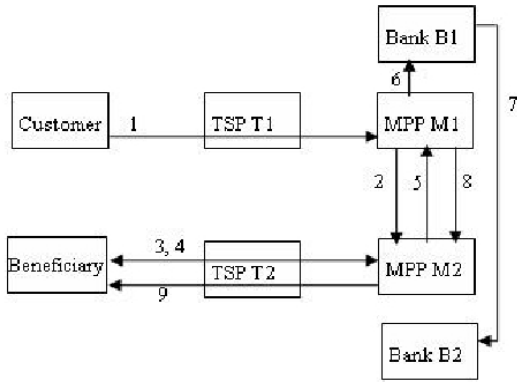 Bank B1
6
7
Customer
1
TSP T1
MPP M1
2
5
8
Beneficiary
3, 4
TSP T2
MPP M2
9
Bank B2